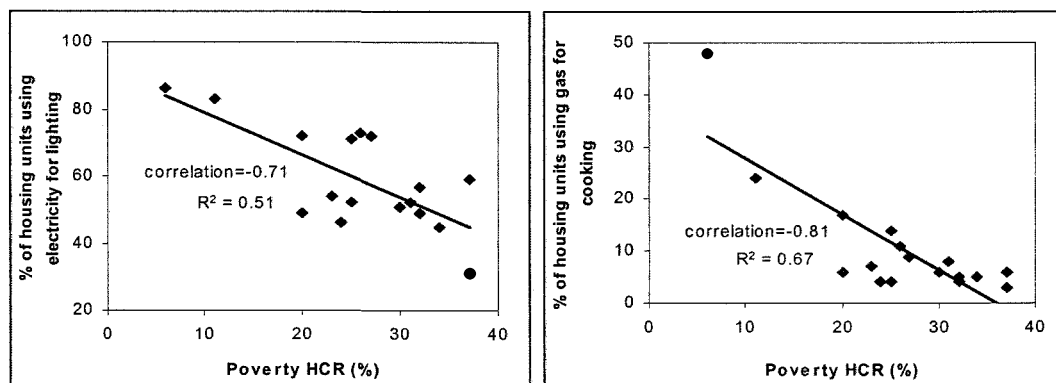 % of housing units using
electricity for lighting
100
80
60
40
20
correlation=-0.71
R² = 0.51
0 10 20 30 40
Poverty HCR (%)
% of housing units using gas for
cooking
50
40
30
20
10
0
correlation=-0.81
R² = 0.67
0 10 20 30 40
Poverty HCR (%)